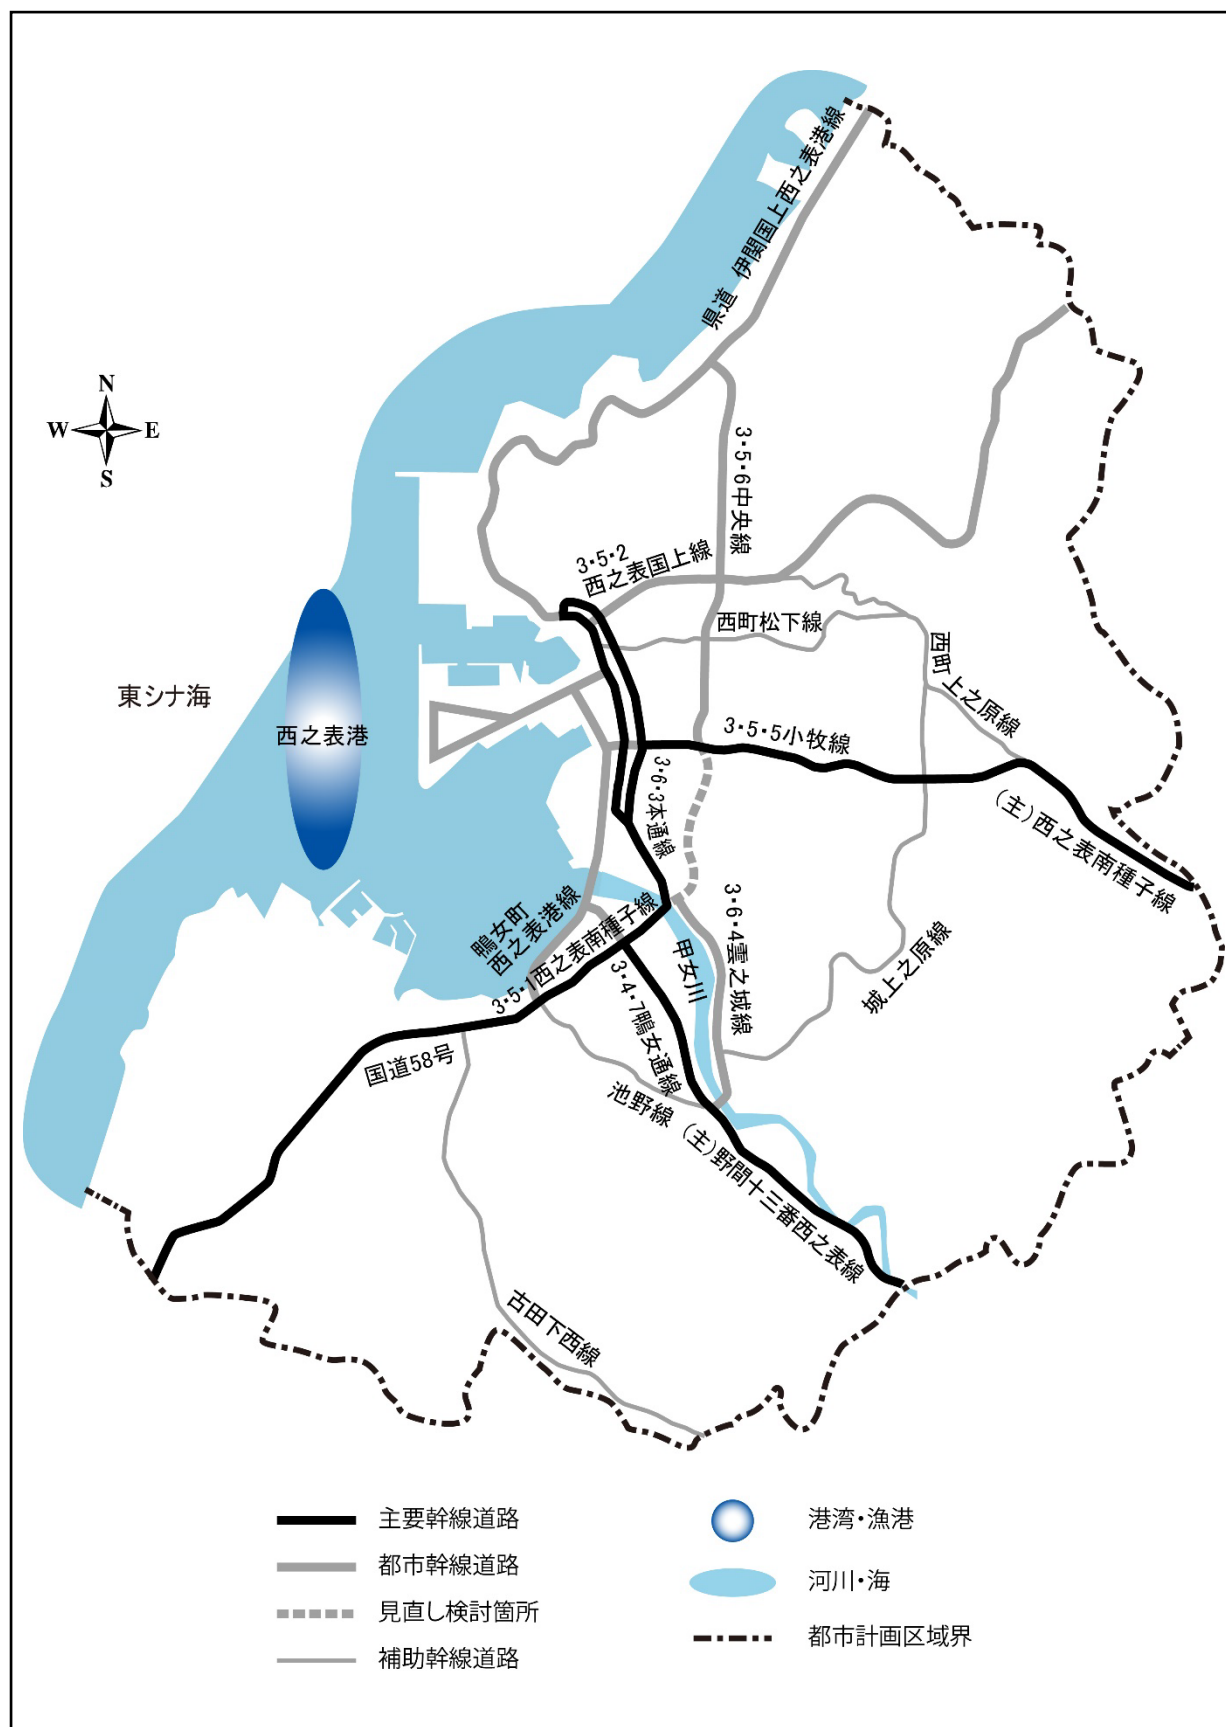 県道 伊関国上西之表港線
N
W
E
S
3・5・6中央線
3・5・2
西之表国上線
西町松下線
西町上之原線
東シナ海
西之表港
3・5・5小牧線
3・6・3本通線
(主)西之表南種子線
鴨女町
西之表港線
3・5・1西之表南種子線
3・6・4雲之城線
甲女川
城上之原線
3・4・7鴨女通線
国道58号
池野線
(主)野間十三番西之表線
古田下西線
主要幹線道路
都市幹線道路
見直し検討箇所
補助幹線道路
港湾・漁港
河川・海
都市計画区域界